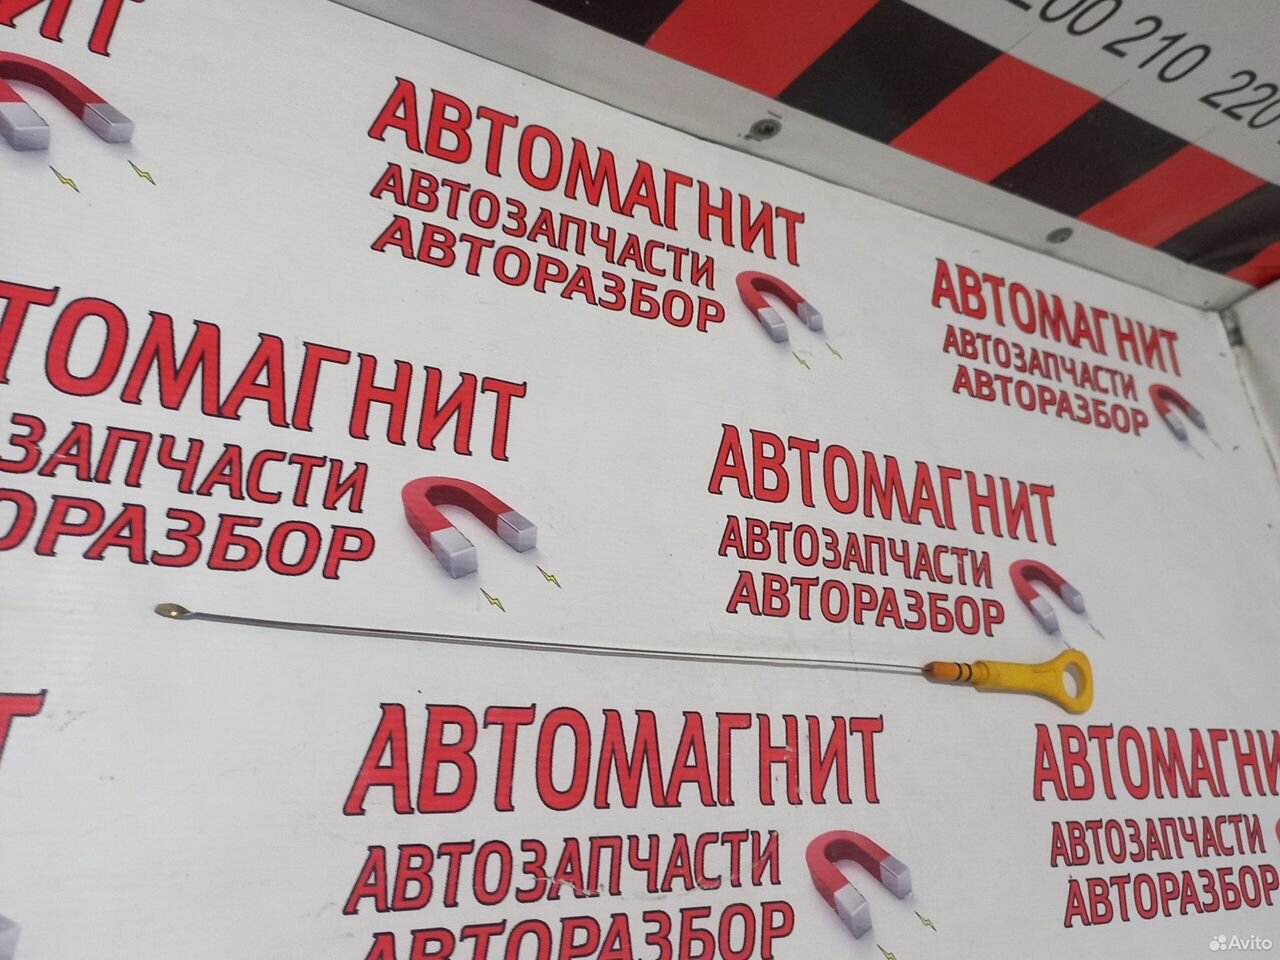 200 210 220
АВТОМАГНИТ
АВТОЗАПЧАСТИ
АВТОРАЗБОР
АВТОМАГНИТ
АВТОЗАПЧАСТИ
АВТОРАЗБОР
ТОМАГНИТ
ЗАПЧАСТИ
ОРАЗБОР
АВТОМАГНИТ
АВТОЗАПЧАСТИ
АВТОРАЗБОР
АВТОМАГНИТ
АВТОЗАПЧАСТИ
АВТОРАЗБОР
АВТОМАГНИ
АВТОЗАПЧАСТИ
АВТОРАЗБОР
Avito